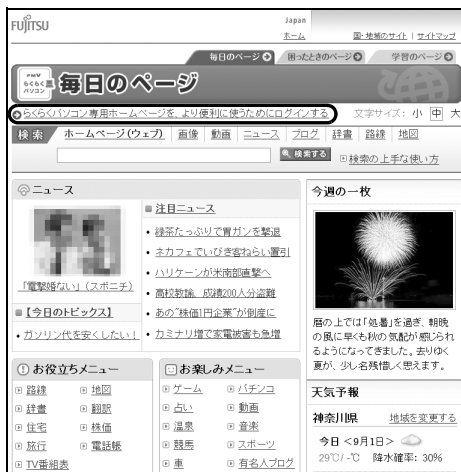 FUJITSU
Japan
ホーム
国・地域のサイト | サイトマップ
毎日のページ
困ったときのページ
学習のページ
FMV
らくらく
パソコン
毎日のページ
らくらくパソコン専用ホームページを、より便利に使うためにログインする
文字サイズ: 小 中 大
検索 ホームページ(ウェブ) 画像 動画 ニュース ブログ 辞書 路線 地図
検索する
検索の上手な使い方
ニュース
「電撃婚ない」(スポニチ)
■【今日のトピックス】
・ガソリン代を安くしたい!
■ 注目ニュース
・緑茶たっぷりで胃ガンを撃退
・ネカフェでいびき客ねらい置引
・ハリケーンが米南部直撃へ
・高校教諭、成績200人分盗難
・あの“株価1円企業”が倒産に
・カミナリ増で家電被害も急増
今週の一枚
暦の上では「処暑」を過ぎ、朝晩
の風に早くも秋の気配が感じられ
るようになってきました。去りゆく
夏が、少し名残惜しく思えます。
お役立ちメニュー
路線 地図
辞書 翻訳
住宅 株価
旅行 電話帳
TV番組表
お楽しみメニュー
ゲーム パチンコ
占い 動画
温泉 音楽
競馬 スポーツ
車 有名人ブログ
天気予報
神奈川県 地域を変更する
今日 <9月1日>
29℃/-℃ 降水確率: 30%